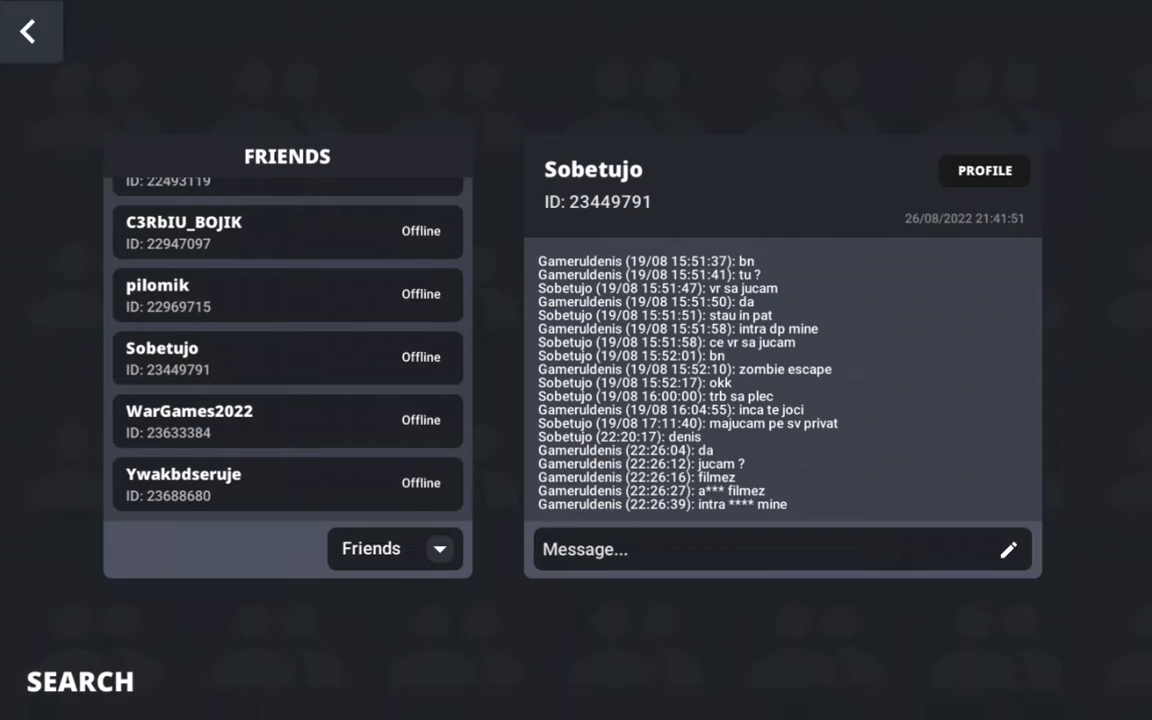 FRIENDS
ID: 22493119
C3RbIU_BOJIK
ID: 22947097
Offline
pilomik
ID: 22969715
Offline
Sobetujo
ID: 23449791
Offline
WarGames2022
ID: 23633384
Offline
Ywakbdseruje
ID: 23688680
Offline
Friends
Sobetujo
ID: 23449791
PROFILE
26/08/2022 21:41:51
Gameruldenis (19/08 15:51:37): bn
Gameruldenis (19/08 15:51:41): tu ?
Sobetujo (19/08 15:51:47): vr sa jucam
Gameruldenis (19/08 15:51:50): da
Sobetujo (19/08 15:51:51): stau in pat
Gameruldenis (19/08 15:51:58): intra dp mine
Sobetujo (19/08 15:51:58): ce vr sa jucam
Sobetujo (19/08 15:52:01): bn
Gameruldenis (19/08 15:52:10): zombie escape
Sobetujo (19/08 15:52:17): okk
Sobetujo (19/08 16:00:00): trb sa plec
Gameruldenis (19/08 16:04:55): inca te joci
Sobetujo (19/08 17:11:40): majucam pe sv privat
Sobetujo (22:20:17): denis
Gameruldenis (22:26:04): da
Gameruldenis (22:26:12): jucam ?
Gameruldenis (22:26:16): filmez
Gameruldenis (22:26:27): a*** filmez
Gameruldenis (22:26:39): intra **** mine
Message...
SEARCH